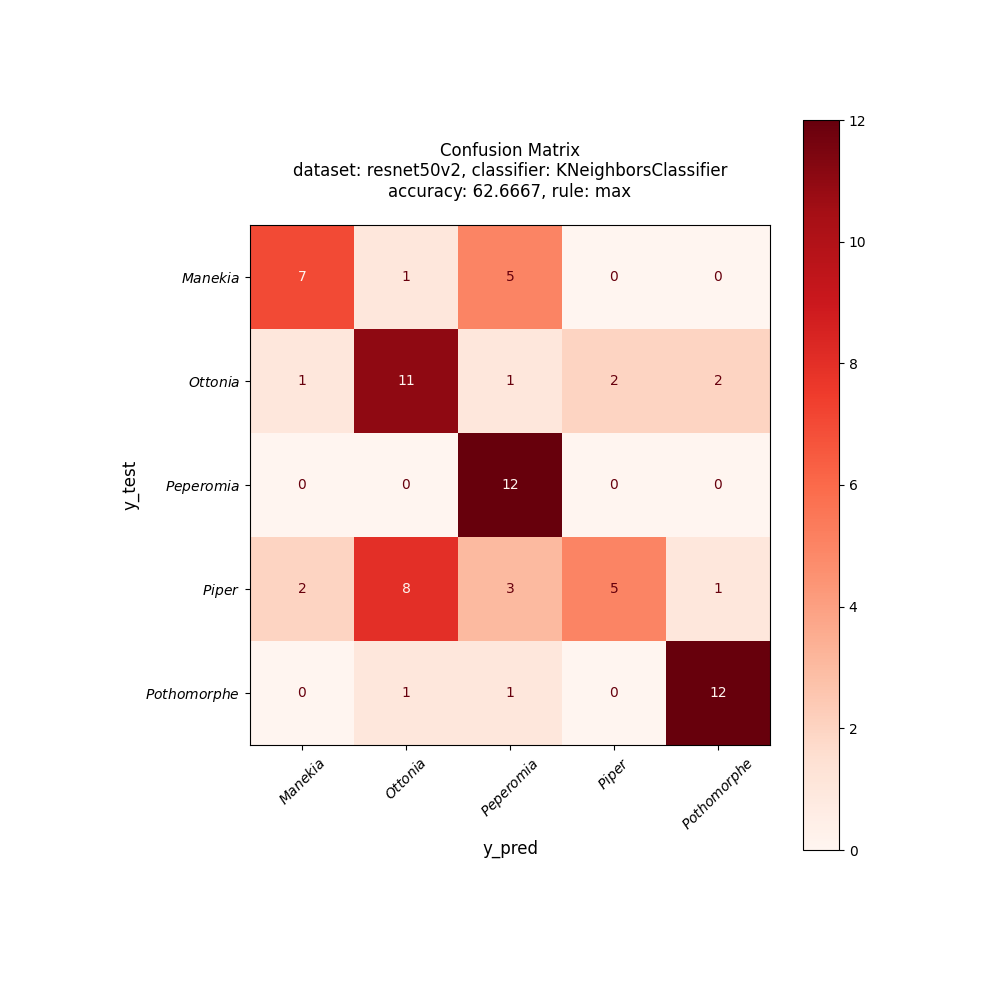 Confusion Matrix
dataset: resnet50v2, classifier: KNeighborsClassifier
accuracy: 62.6667, rule: max
y_test
Manekia 7 1 5 0 0
Ottonia 1 11 1 2 2
Peperomia 0 0 12 0 0
Piper 2 8 3 5 1
Pothomorphe 0 1 1 0 12
Manekia Ottonia Peperomia Piper Pothomorphe
y_pred
12
10
8
6
4
2
0